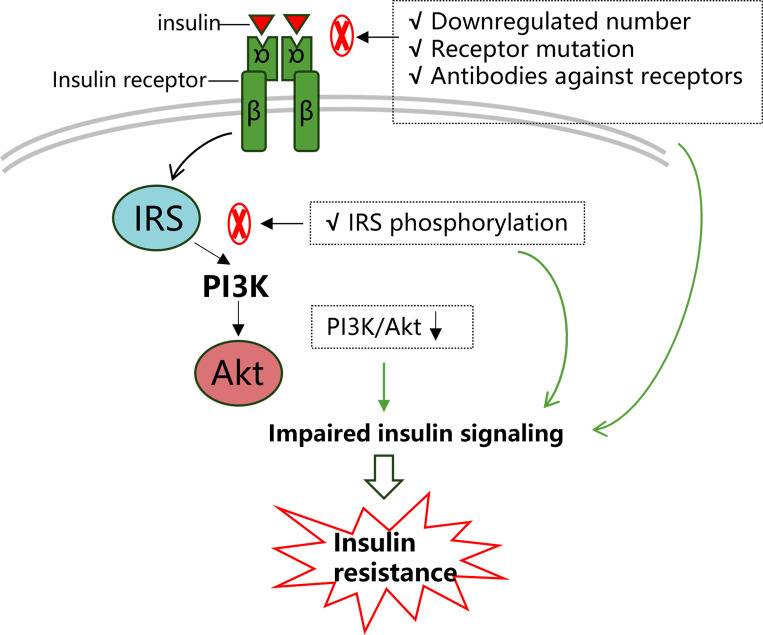 insulin
√ Downregulated number
√ Receptor mutation
√ Antibodies against receptors
α α
Insulin receptor
β β
IRS
√ IRS phosphorylation
PI3K
PI3K/Akt
Akt
Impaired insulin signaling
Insulin
resistance